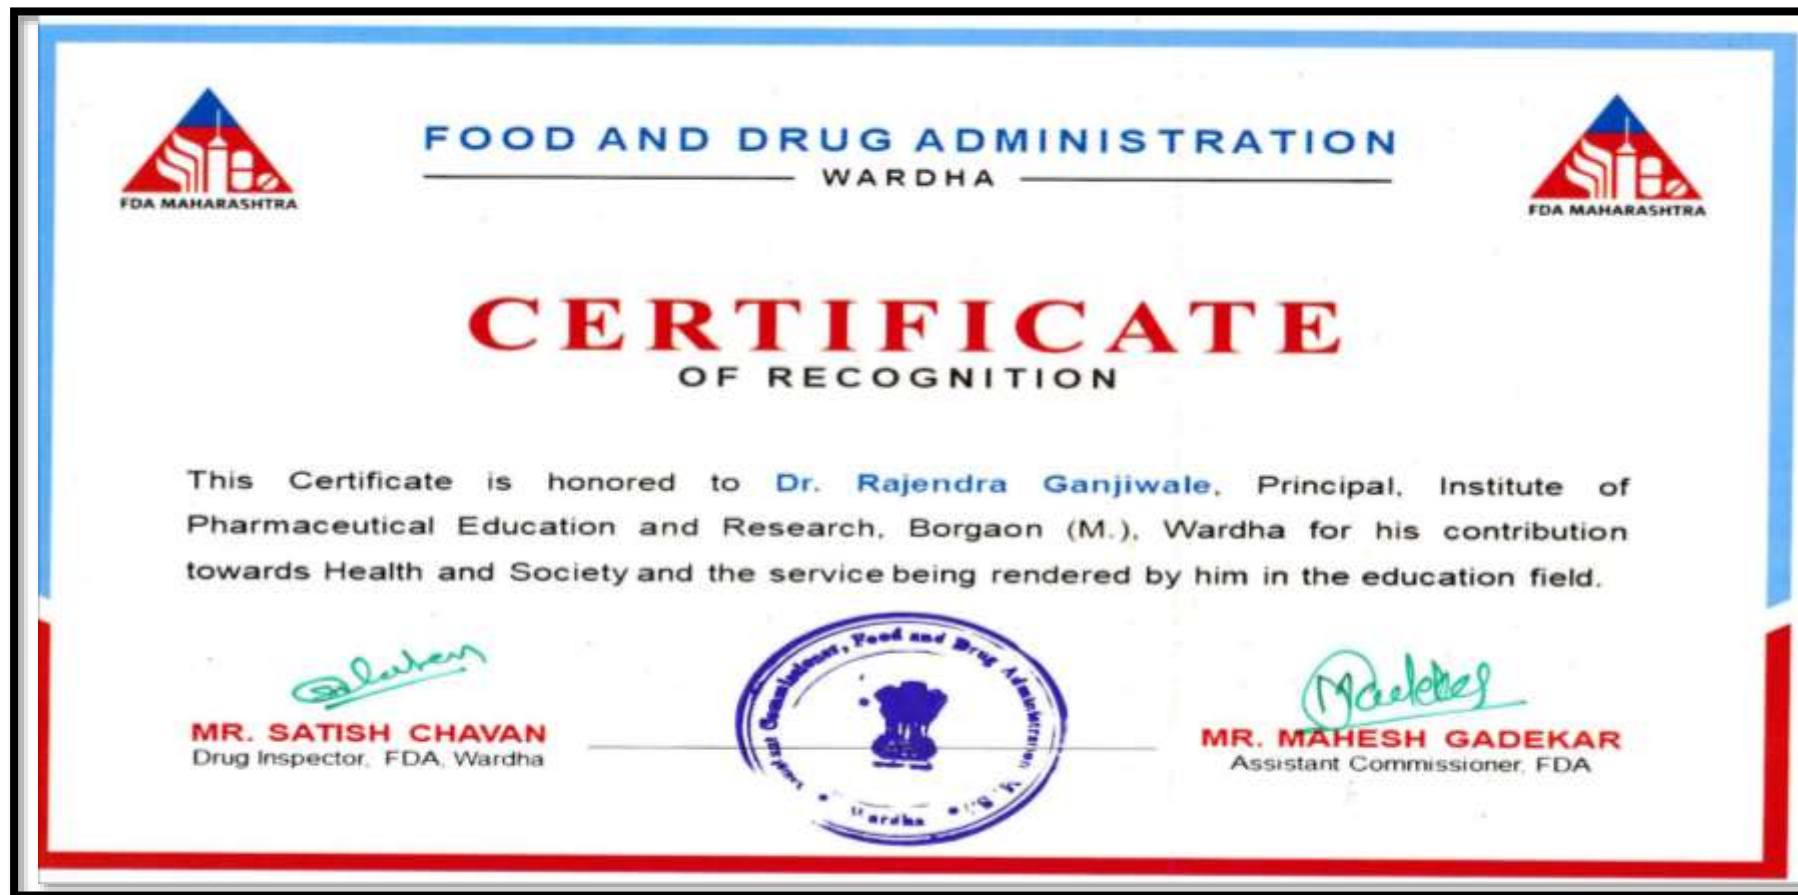 FOOD AND DRUG ADMINISTRATION
WARDHA
FDA MAHARASHTRA
FDA MAHARASHTRA
CERTIFICATE
OF RECOGNITION
This Certificate is honored to Dr. Rajendra Ganjiwale, Principal, Institute of
Pharmaceutical Education and Research, Borgaon (M.), Wardha for his contribution
towards Health and Society and the service being rendered by him in the education field.
Commissioner, Food and Drug Administration
Wardha
MR. SATISH CHAVAN
Drug Inspector, FDA, Wardha
MR. MAHESH GADEKAR
Assistant Commissioner, FDA